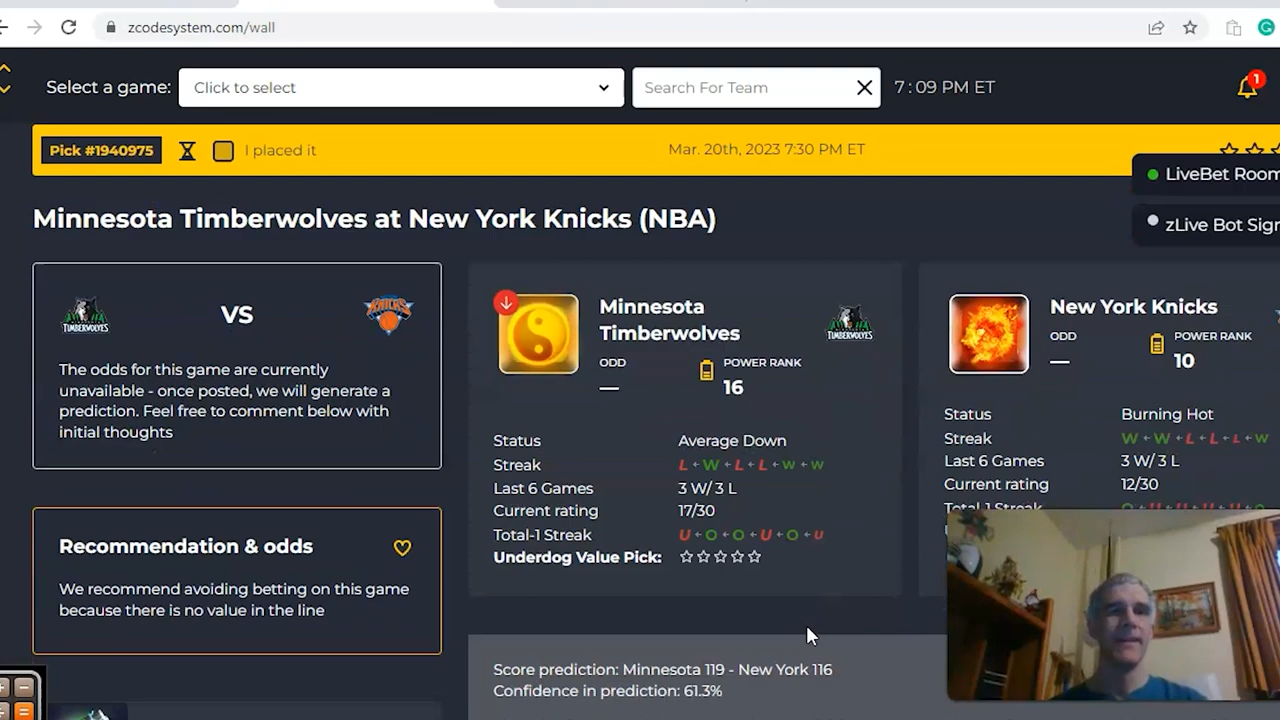 zcodesystem.com/wall
Select a game:
Click to select
Search For Team
7 : 09 PM ET
1
Pick #1940975
I placed it
Mar. 20th, 2023 7:30 PM ET
LiveBet Room
zLive Bot Sigr
Minnesota Timberwolves at New York Knicks (NBA)
TIMBERWOLVES
VS
KNICKS
The odds for this game are currently
unavailable - once posted, we will generate a
prediction. Feel free to comment below with
initial thoughts
Recommendation & odds
We recommend avoiding betting on this game
because there is no value in the line
Minnesota
Timberwolves
TIMBERWOLVES
ODD
—
POWER RANK
16
Status Average Down
Streak L W L L W W
Last 6 Games 3 W/ 3 L
Current rating 17/30
Total-1 Streak U O O U O U
Underdog Value Pick:
New York Knicks
ODD
—
POWER RANK
10
Status Burning Hot
Streak W W L L L W
Last 6 Games 3 W/ 3 L
Current rating 12/30
Total-1 Streak
Score prediction: Minnesota 119 - New York 116
Confidence in prediction: 61.3%